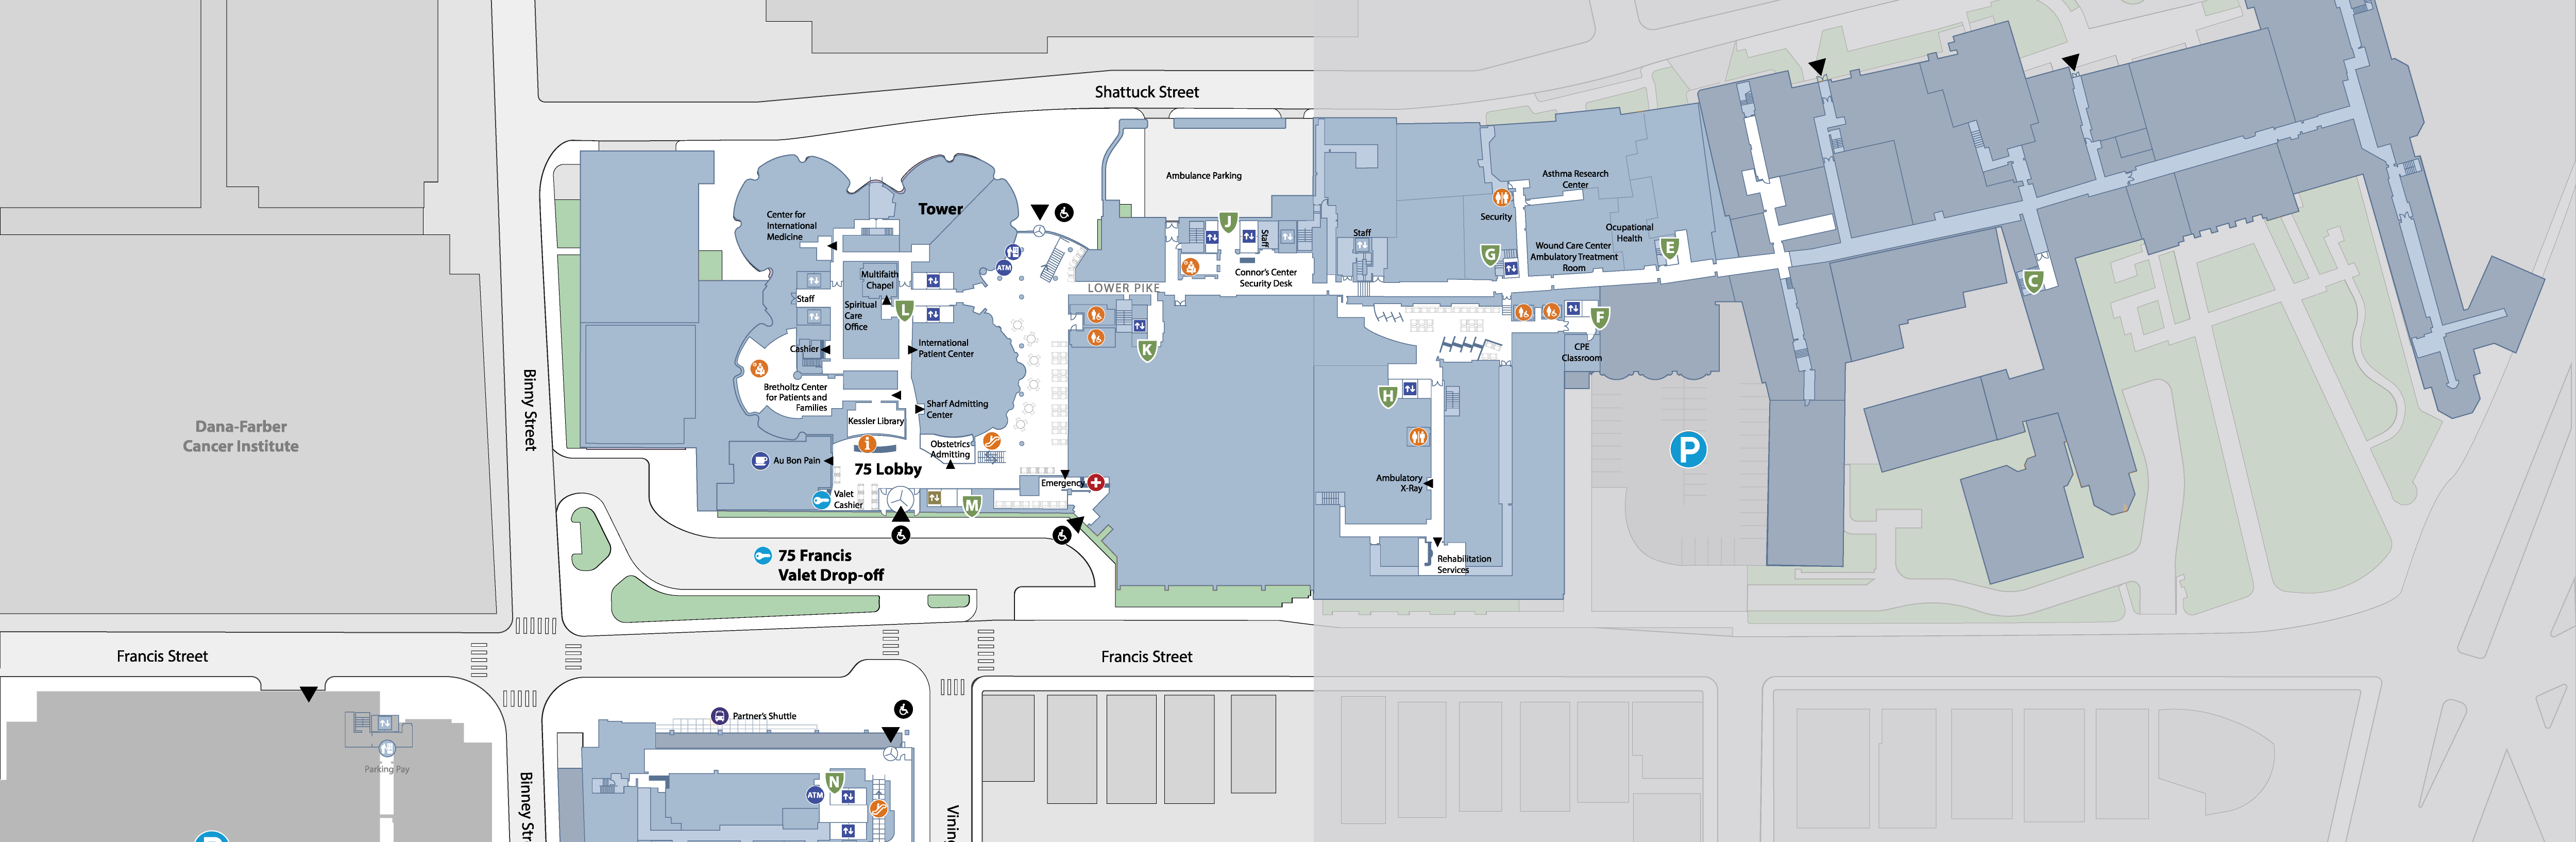 Shattuck Street
Ambulance Parking
Asthma Research
Center
Tower
Center for
International
Medicine
J
Security
Staff
Staff
Ocupational
Health
Wound Care Center
Ambulatory Treatment
Room
G
E
ATM
Connor's Center
Security Desk
Multifaith
Chapel
C
LOWER PIKE
Staff
Spiritual
Care
Office
L
F
K
Cashier
International
Patient Center
CPE
Classroom
Bretholtz Center
for Patients and
Families
H
Binny Street
Sharf Admitting
Center
Kessler Library
Dana-Farber
Cancer Institute
i
Obstetrics
Admitting
P
Au Bon Pain
75 Lobby
Emergency
Ambulatory
X-Ray
Valet
Cashier
M
75 Francis
Valet Drop-off
Rehabilitation
Services
Francis Street
Francis Street
Partner's Shuttle
Parking Pay
N
ATM
Binney Str
Vining